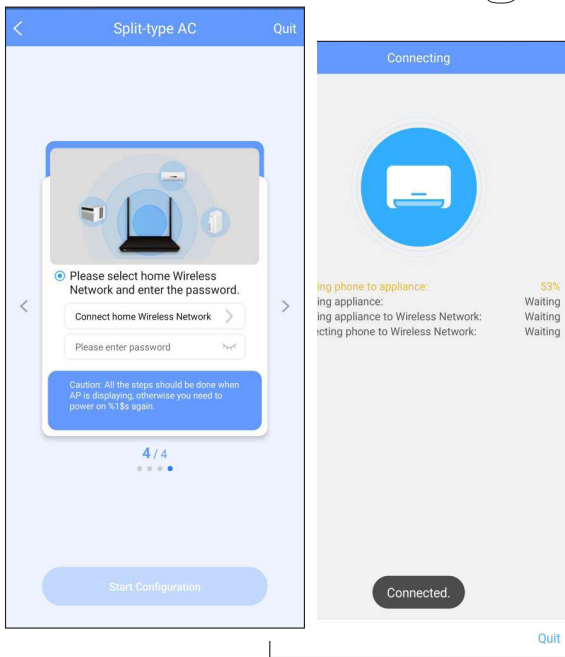 Split-type AC
Quit
Please select home Wireless
Network and enter the password.
Connect home Wireless Network
Please enter password
Caution: All the steps should be done when
AP is displaying, otherwise you need to
power on %1$s again.
4 / 4
Start Configuration
Connecting
ing phone to appliance: 53%
ing appliance: Waiting
ing appliance to Wireless Network: Waiting
ecting phone to Wireless Network: Waiting
Connected.
Quit